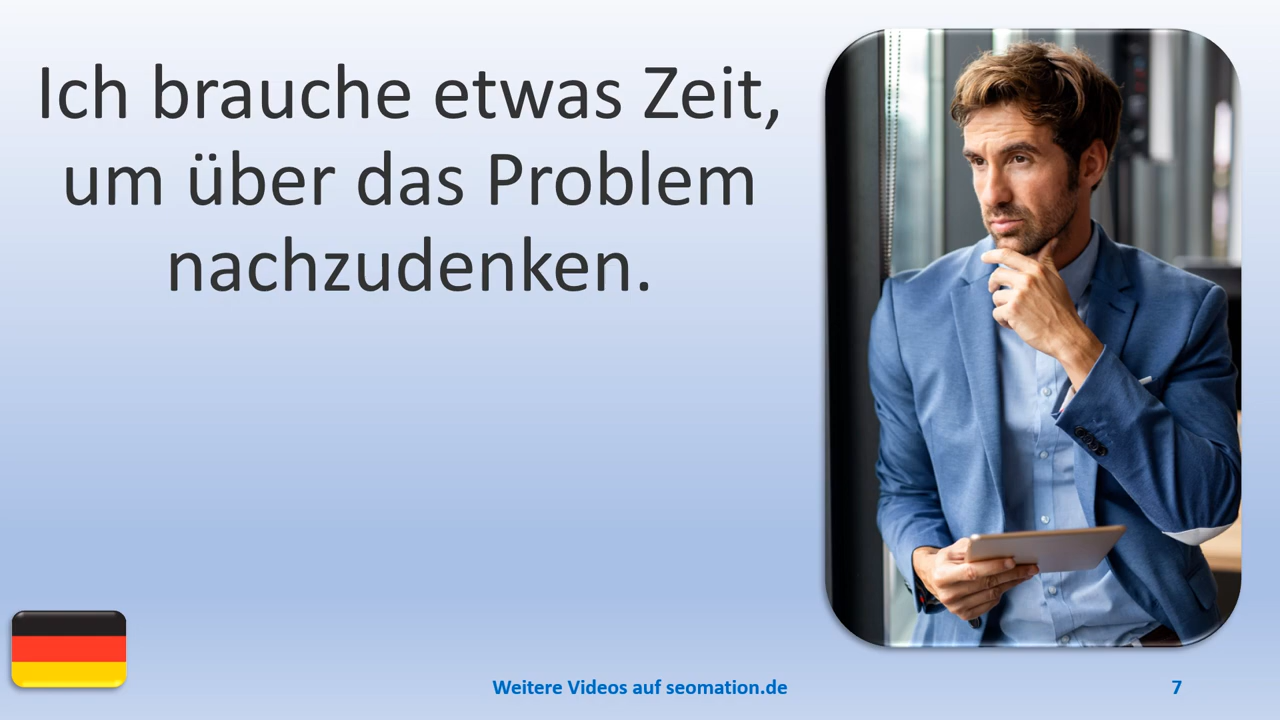 Ich brauche etwas Zeit,
um über das Problem
nachzudenken.
Weitere Videos auf seomation.de
7